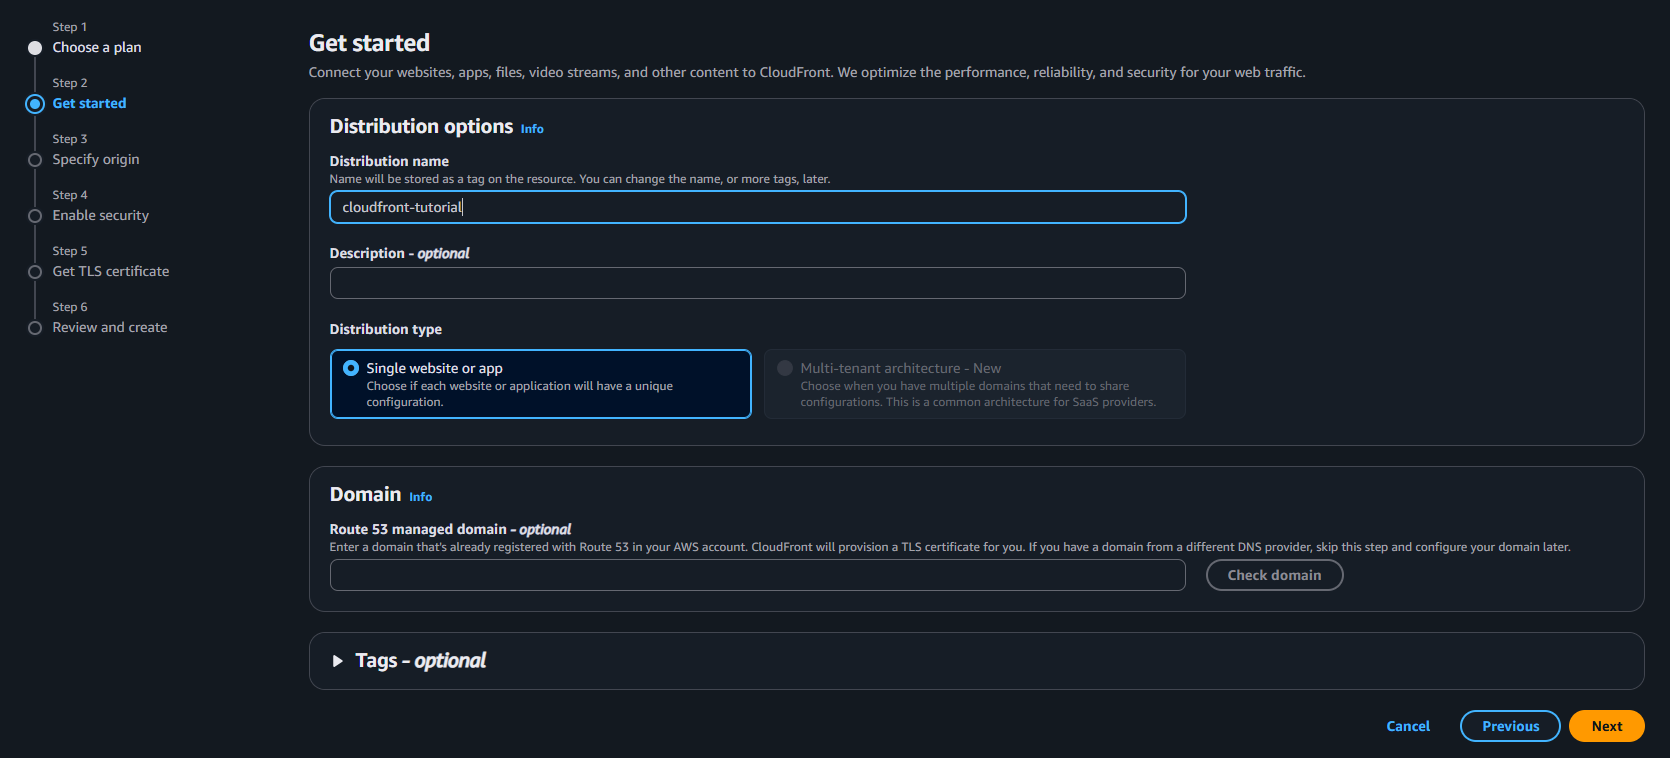 Step 1
Choose a plan
Step 2
Get started
Step 3
Specify origin
Step 4
Enable security
Step 5
Get TLS certificate
Step 6
Review and create
Get started
Connect your websites, apps, files, video streams, and other content to CloudFront. We optimize the performance, reliability, and security for your web traffic.
Distribution options Info
Distribution name
Name will be stored as a tag on the resource. You can change the name, or more tags, later.
cloudfront-tutorial
Description - optional
Distribution type
Single website or app
Choose if each website or application will have a unique
configuration.
Multi-tenant architecture - New
Choose when you have multiple domains that need to share
configurations. This is a common architecture for SaaS providers.
Domain Info
Route 53 managed domain - optional
Enter a domain that's already registered with Route 53 in your AWS account. CloudFront will provision a TLS certificate for you. If you have a domain from a different DNS provider, skip this step and configure your domain later.
Check domain
Tags - optional
Cancel
Previous
Next